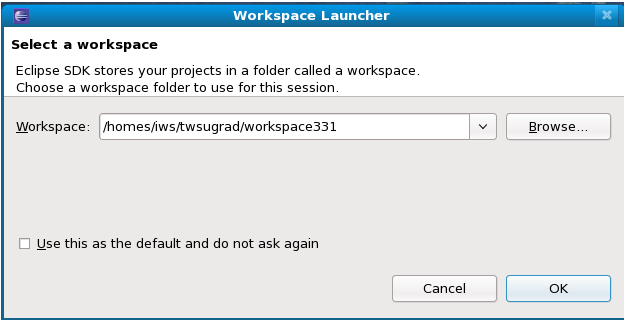 Workspace Launcher
Select a workspace
Eclipse SDK stores your projects in a folder called a workspace.
Choose a workspace folder to use for this session.
Workspace: /homes/iws/twsugrad/workspace331 Browse...
Use this as the default and do not ask again
Cancel OK